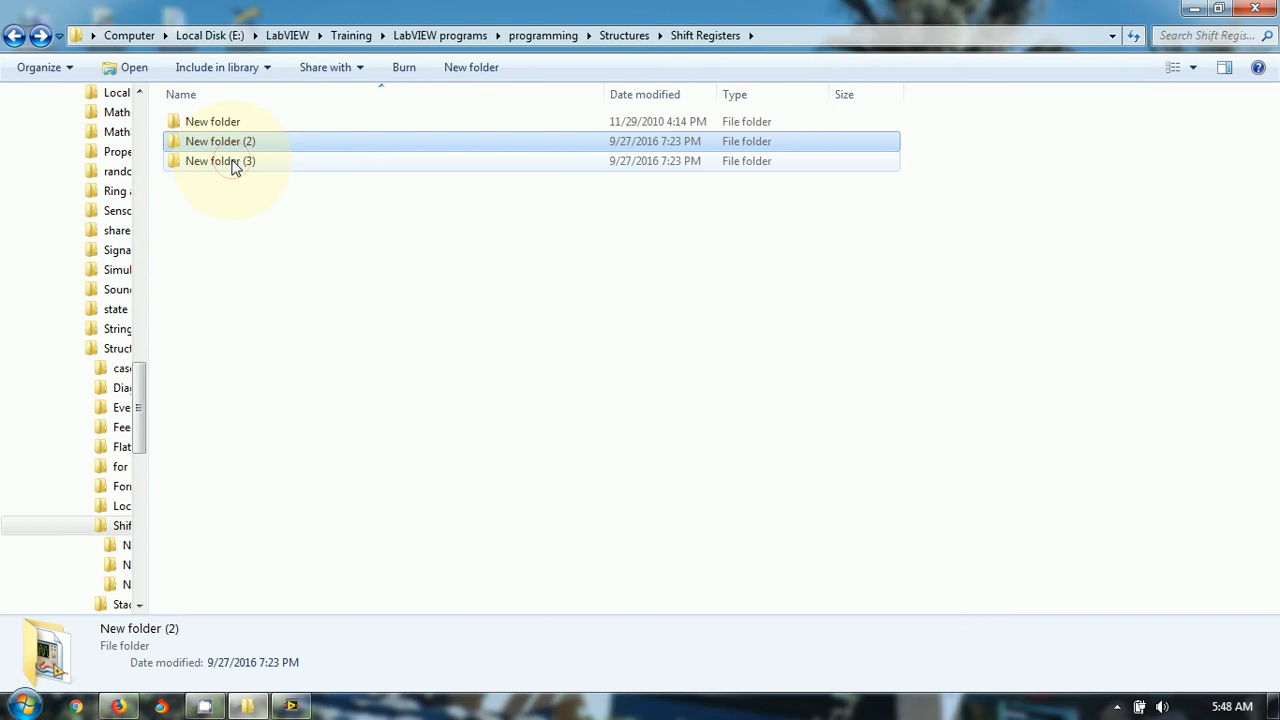 Computer Local Disk (E:) LabVIEW Training LabVIEW programs programming Structures Shift Registers Search Shift Regis...
Organize Open Include in library Share with Burn New folder
Name Date modified Type Size
Local
Math
Math
Prope
rando
Ring a
Senso
share
Signa
Simul
Soun
state
String
Struct
case
Diag
Eve
Fee
Flat
for
Forr
Loc
Shif
N
N
N
Stac
New folder 11/29/2010 4:14 PM File folder
New folder (2) 9/27/2016 7:23 PM File folder
New folder (3) 9/27/2016 7:23 PM File folder
New folder (2)
File folder
Date modified: 9/27/2016 7:23 PM
5:48 AM